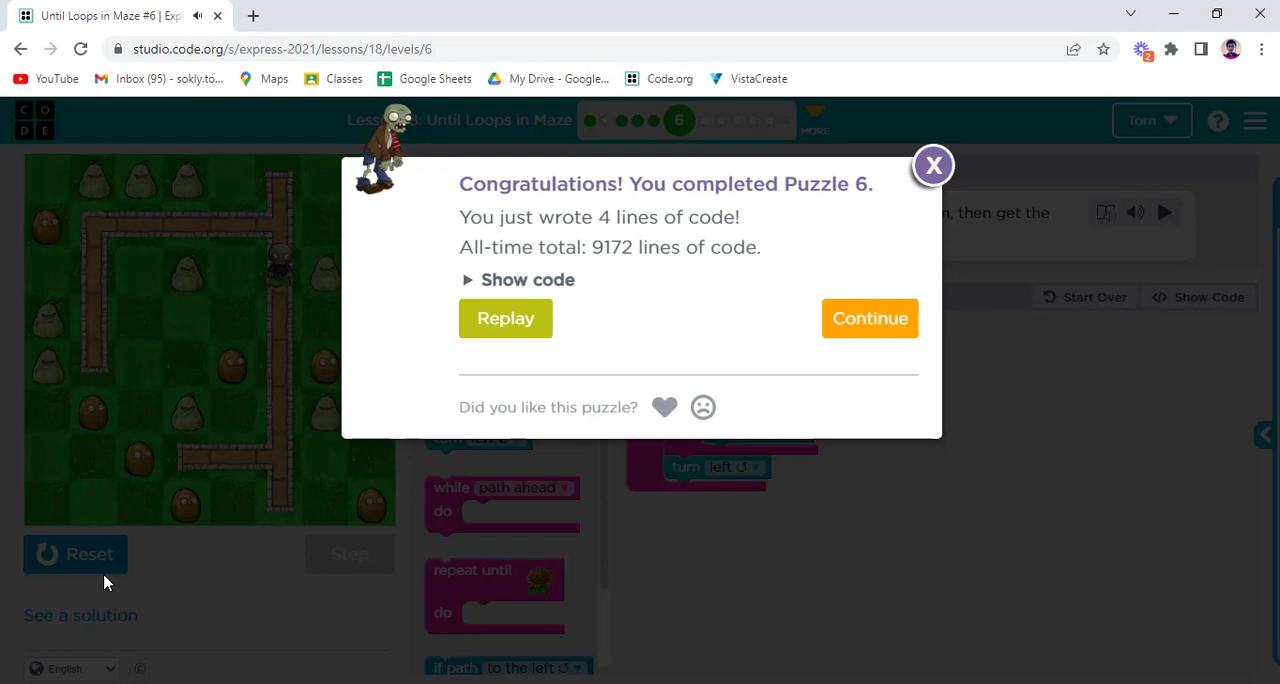 Until Loops in Maze #6 | Exp
studio.code.org/s/express-2021/lessons/18/levels/6
2
YouTube
Inbox (95) - sokly.to...
Maps
Classes
Google Sheets
My Drive - Google...
Code.org
VistaCreate
C O
D E
: Until Loops in Maze
6
MORE
Tom
?
X
Congratulations! You completed Puzzle 6.
You just wrote 4 lines of code!
All-time total: 9172 lines of code.
Show code
Replay
Continue
Did you like this puzzle?
, then get the
Start Over
Show Code
turn left
while path ahead
do
repeat until
do
if path to the left
turn left
Reset
Step
See a solution
English
©